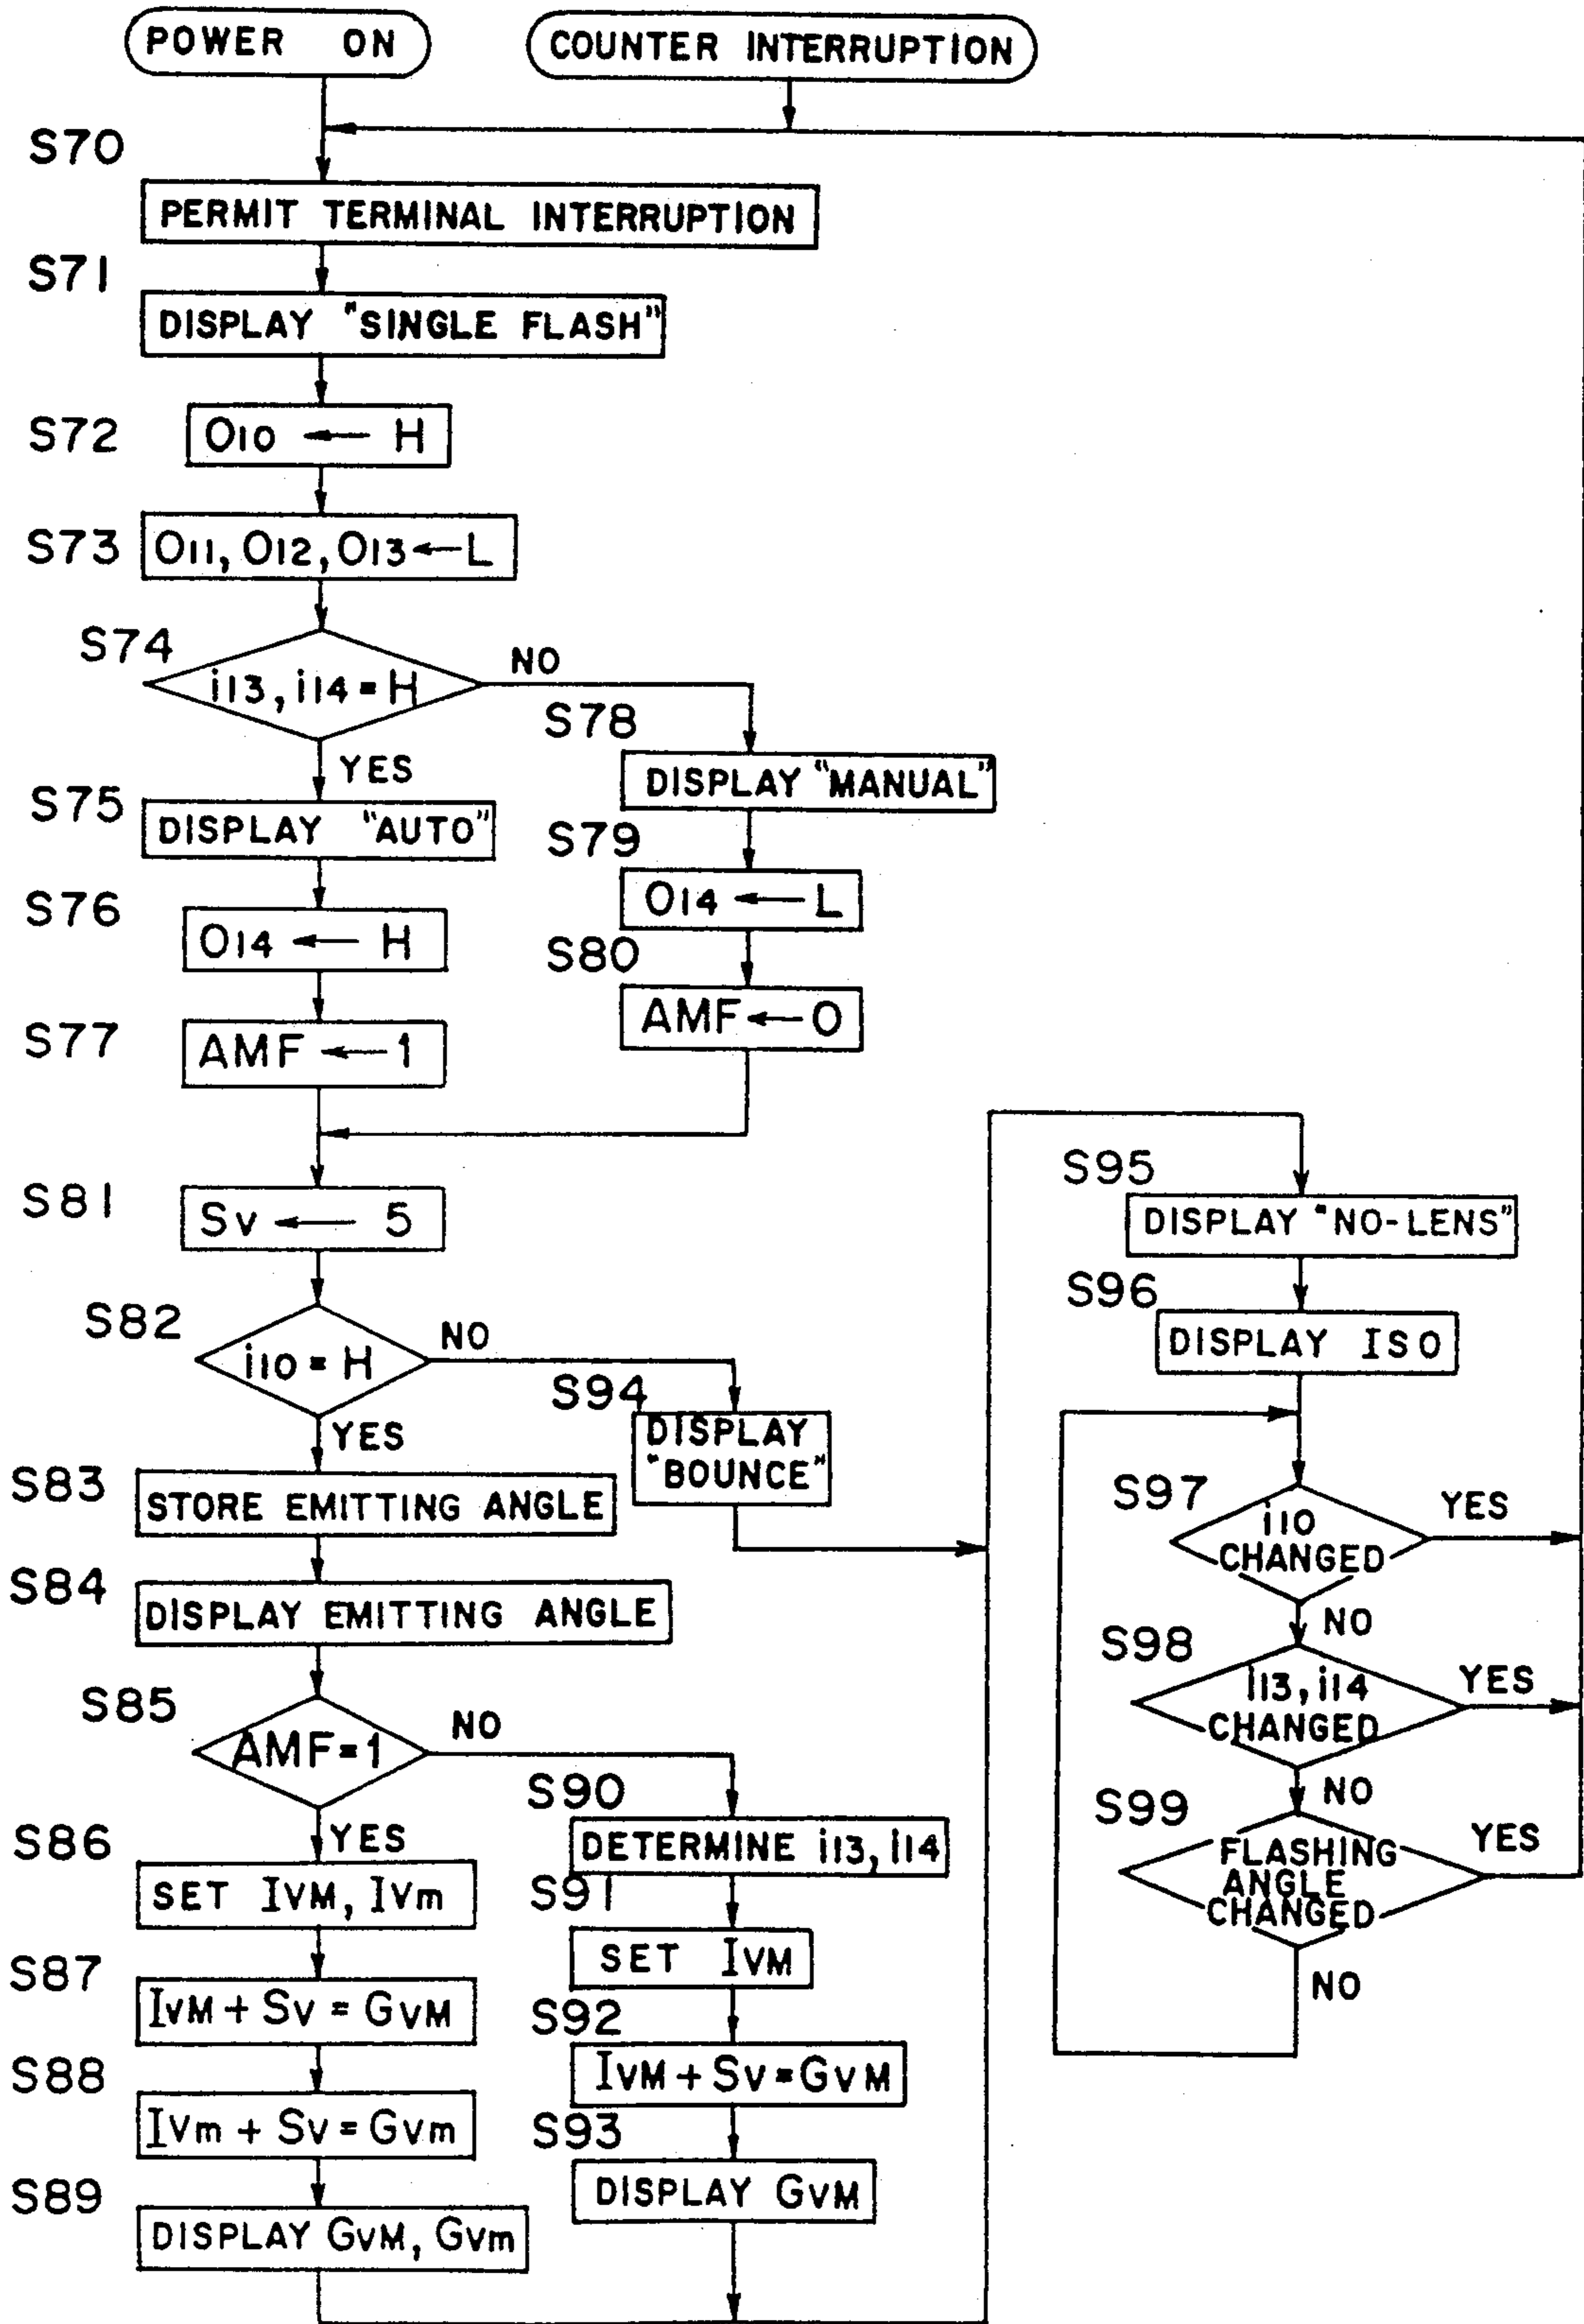 POWER ON
COUNTER INTERRUPTION
S70
PERMIT TERMINAL INTERRUPTION
S71
DISPLAY "SINGLE FLASH"
S72
O10 ← H
S73
O11, O12, O13 ← L
S74
i13, i14 = H
NO
YES
S75
DISPLAY "AUTO"
S76
O14 ← H
S77
AMF ← 1
S78
DISPLAY "MANUAL"
S79
O14 ← L
S80
AMF ← 0
S81
Sv ← 5
S82
i10 = H
NO
YES
S83
STORE EMITTING ANGLE
S84
DISPLAY EMITTING ANGLE
S85
AMF = 1
NO
YES
S86
SET IVM, IVm
S87
IVM + SV = GVM
S88
IVm + SV = GVm
S89
DISPLAY GVM, GVm
S90
DETERMINE i13, i14
S91
SET IVM
S92
IVM + SV = GVM
S93
DISPLAY GVM
S94
DISPLAY
"BOUNCE"
S95
DISPLAY "NO-LENS"
S96
DISPLAY ISO
S97
i10
CHANGED
YES
NO
S98
i13, i14
CHANGED
YES
NO
S99
FLASHING
ANGLE
CHANGED
YES
NO